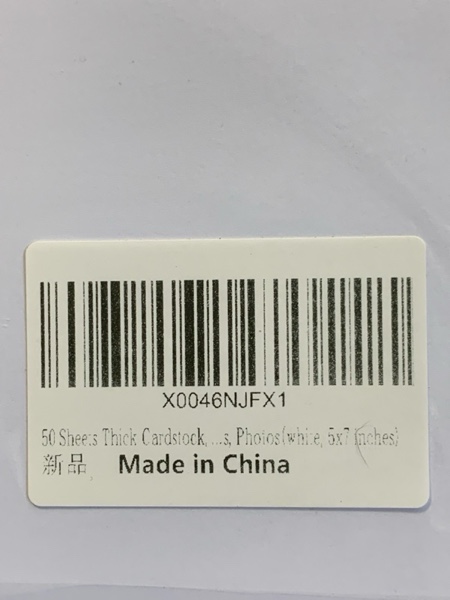 X0046NJFX1
50 Sheets Thick Cardstock, ...s, Photos(white, 5x7 inches)
新品 Made in China